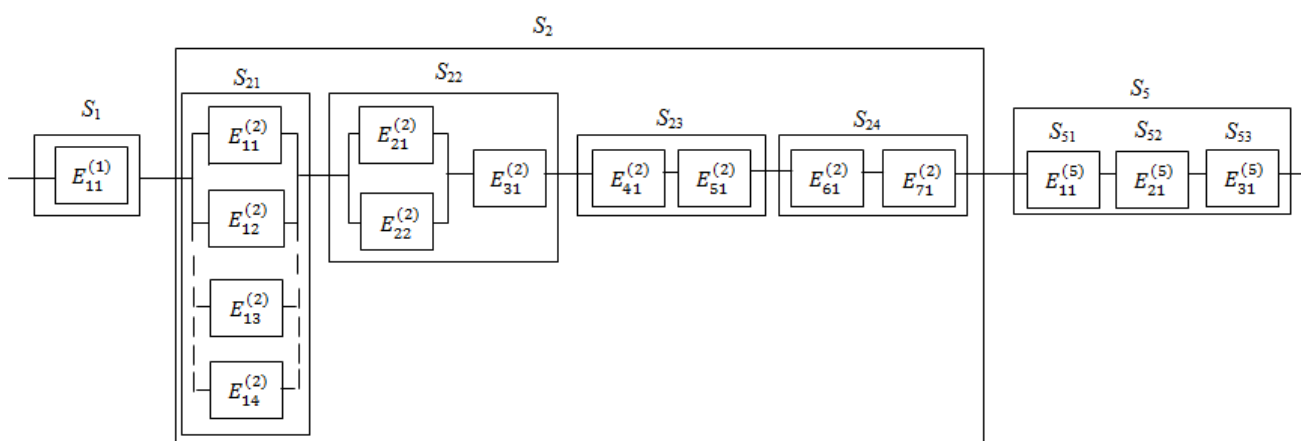 S₂
S₂₁
S₂₂
S₁
S₂₃
S₂₄
S₅
S₅₁ S₅₂ S₅₃
E₁₁⁽¹⁾
E₁₁⁽²⁾
E₁₂⁽²⁾
E₁₃⁽²⁾
E₁₄⁽²⁾
E₂₁⁽²⁾
E₂₂⁽²⁾
E₃₁⁽²⁾
E₄₁⁽²⁾ E₅₁⁽²⁾
E₆₁⁽²⁾ E₇₁⁽²⁾
E₁₁⁽⁵⁾ E₂₁⁽⁵⁾ E₃₁⁽⁵⁾